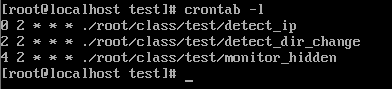 [root@localhost test]# crontab -l
0 2 * * * ./root/class/test/detect_ip
2 2 * * * ./root/class/test/detect_dir_change
4 2 * * * ./root/class/test/monitor_hidden
[root@localhost test]# _